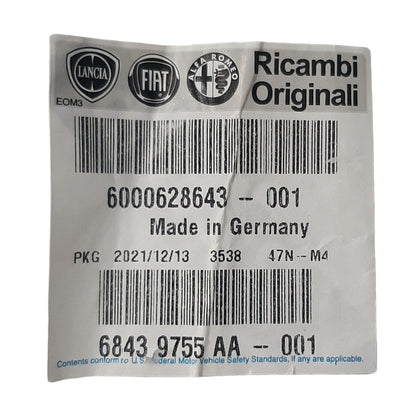 LANCIA
FIAT
ALFA ROMEO
Ricambi
Originali
EOM3
6000628643 -- 001
Made in Germany
PKG 2021/12/13 3538 47N--M4
6843 9755 AA -- 001
Contents conform to U.S. Federal Motor Vehicle Safety Standards, if any are applicable.